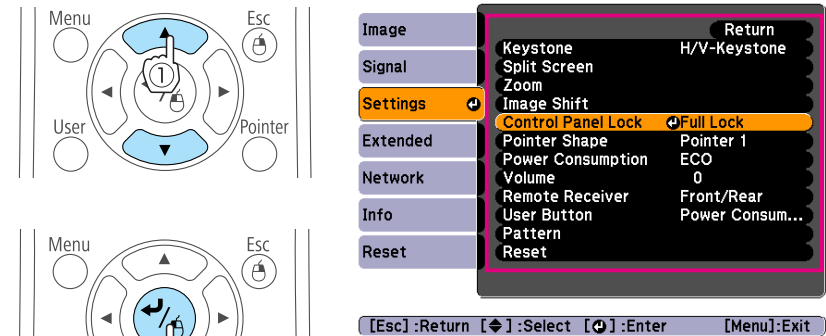 Menu
Esc
1
User
Pointer
Menu
Esc
Image
Signal
Settings
Extended
Network
Info
Reset
Return
Keystone H/V-Keystone
Split Screen
Zoom
Image Shift
Control Panel Lock Full Lock
Pointer Shape Pointer 1
Power Consumption ECO
Volume 0
Remote Receiver Front/Rear
User Button Power Consum...
Pattern
Reset
[Esc] :Return [◆] :Select [↵] :Enter [Menu]:Exit